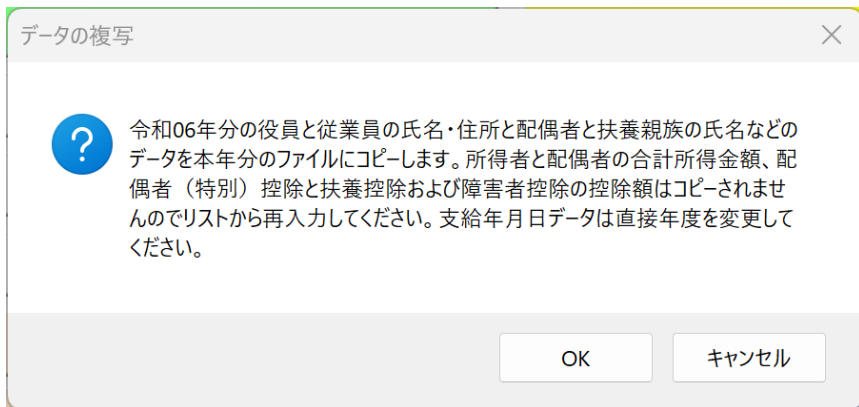 データの複写
令和06年分の役員と従業員の氏名・住所と配偶者と扶養親族の氏名などの
データを本年分のファイルにコピーします。所得者と配偶者の合計所得金額、配
偶者（特別）控除と扶養控除および障害者控除の控除額はコピーされませ
んのでリストから再入力してください。支給年月日データは直接年度を変更して
ください。
OK
キャンセル